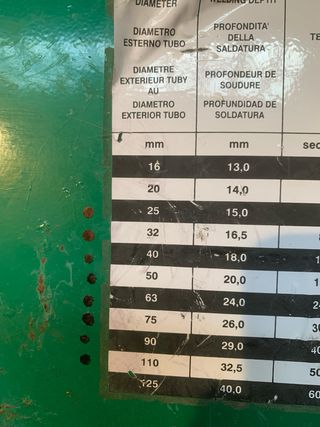 DIAMETER WELDING DEPTH
DIAMETRO
ESTERNO TUBO
PROFONDITA'
DELLA
SALDATURA
DIAMETRE
EXTERIEUR TUBY
AU
PROFONDEUR DE
SOUDURE
DIAMETRO
EXTERIOR TUBO
PROFUNDIDAD DE
SOLDATURA
mm mm sec
16 13,0
20 14,0
25 15,0
32 16,5
40 18,0
50 20,0
63 24,0
75 26,0
90 29,0
110 32,5
125 40,0